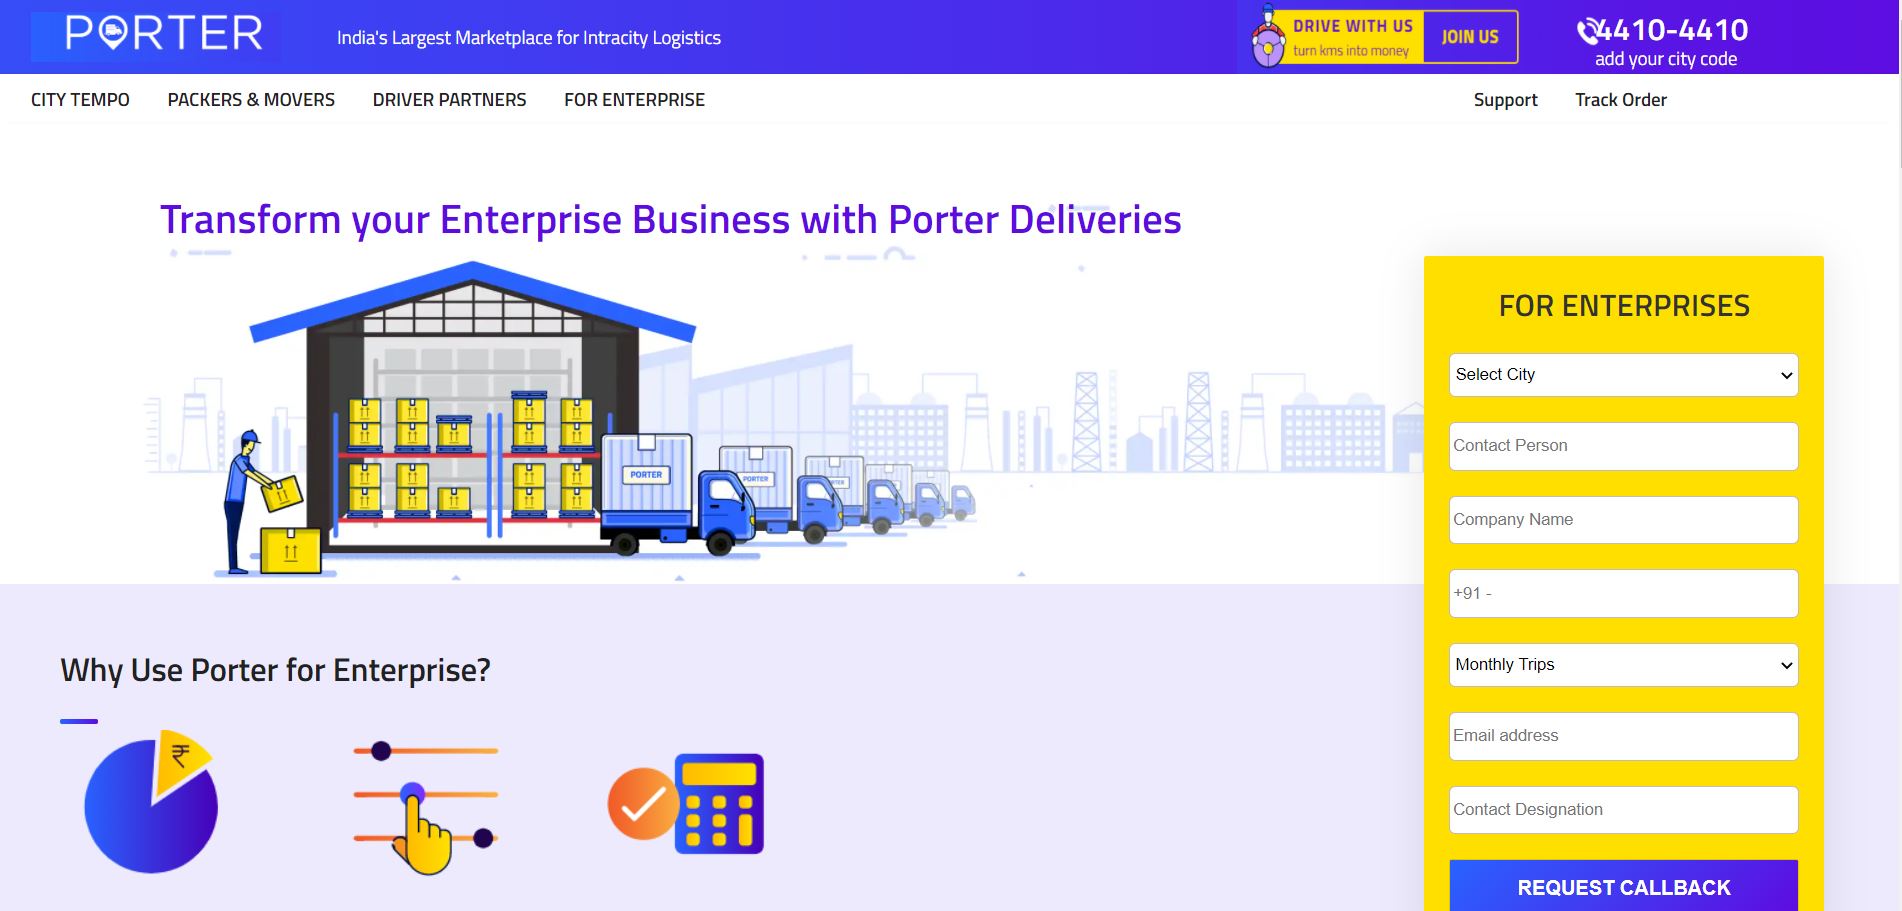 PORTER
India's Largest Marketplace for Intracity Logistics
DRIVE WITH US
turn kms into money
JOIN US
4410-4410
add your city code
CITY TEMPO
PACKERS & MOVERS
DRIVER PARTNERS
FOR ENTERPRISE
Support
Track Order
Transform your Enterprise Business with Porter Deliveries
PORTER
PORTER
FOR ENTERPRISES
Select City
Contact Person
Company Name
+91 -
Monthly Trips
Email address
Contact Designation
REQUEST CALLBACK
Why Use Porter for Enterprise?
₹